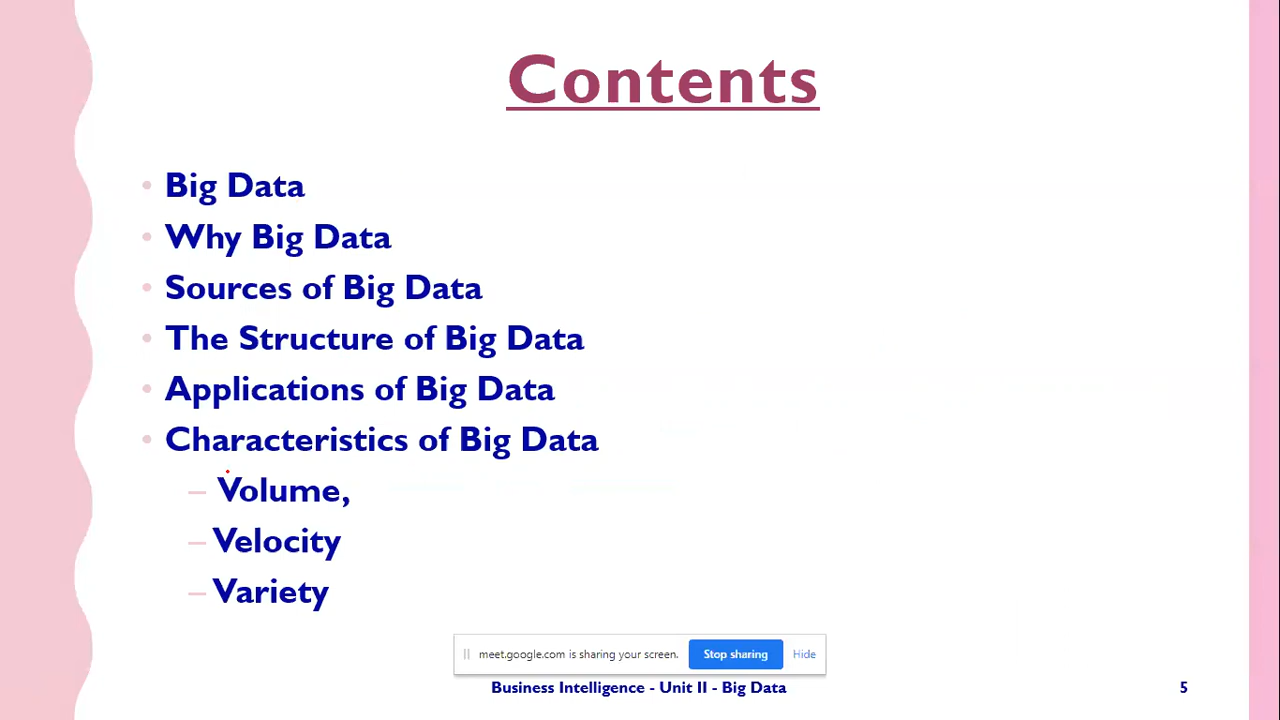 Contents
• Big Data
• Why Big Data
• Sources of Big Data
• The Structure of Big Data
• Applications of Big Data
• Characteristics of Big Data
– Volume,
– Velocity
– Variety
meet.google.com is sharing your screen. Stop sharing Hide
Business Intelligence - Unit II - Big Data 5